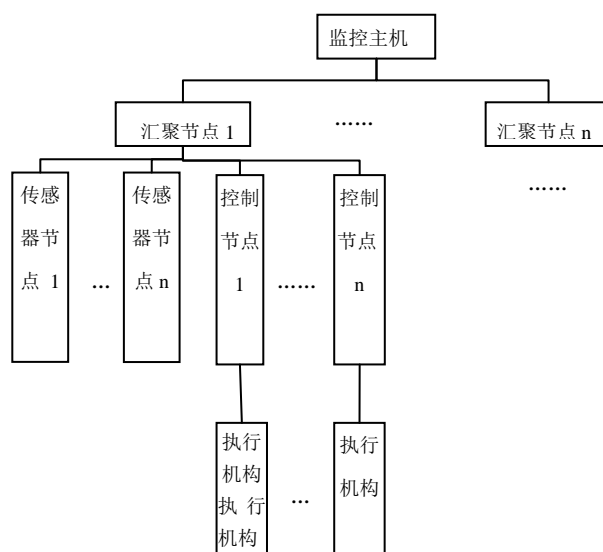 监控主机
汇聚节点 1
……
汇聚节点 n
……
传感
器节
点 1
...
传感
器节
点 n
控制
节点
1
……
控制
节点
n
执行
机构
执 行
机构
...
执行
机构